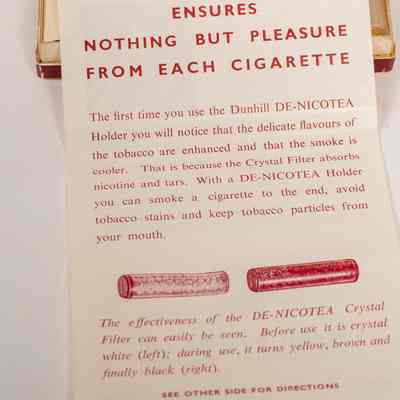 ENSURES
NOTHING BUT PLEASURE
FROM EACH CIGARETTE
The first time you use the Dunhill DE-NICOTEA
Holder you will notice that the delicate flavours of
the tobacco are enhanced and that the smoke is
cooler. That is because the Crystal Filter absorbs
nicotine and tars. With a DE-NICOTEA Holder
you can smoke a cigarette to the end, avoid
tobacco stains and keep tobacco particles from
your mouth.
The effectiveness of the DE-NICOTEA Crystal
Filter can easily be seen. Before use it is crystal
white (left); during use, it turns yellow, brown and
finally black (right).
SEE OTHER SIDE FOR DIRECTIONS